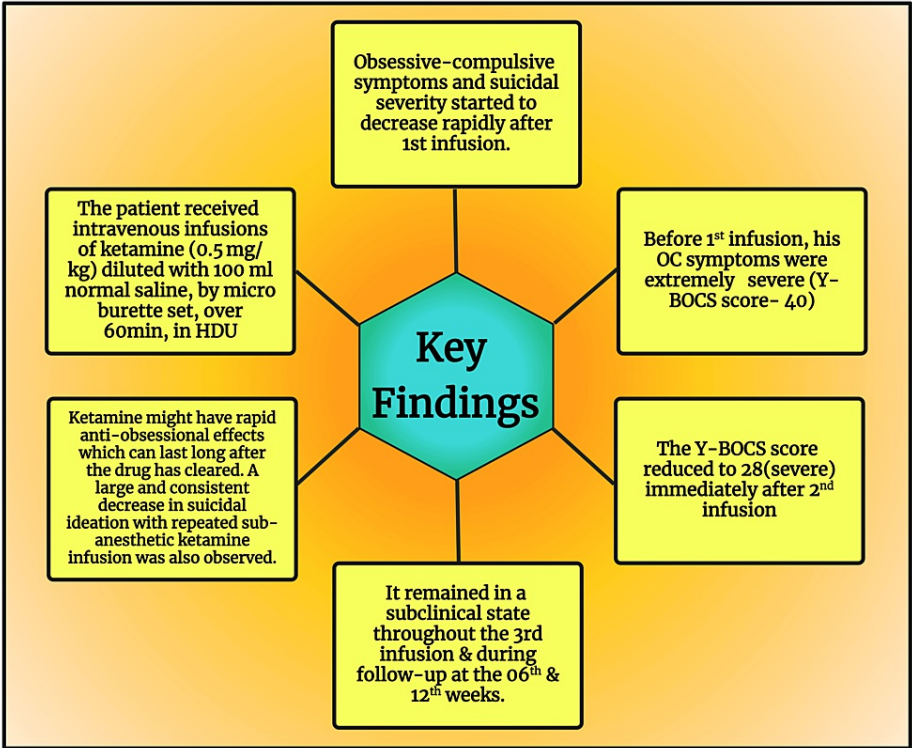 Obsessive-compulsive
symptoms and suicidal
severity started to
decrease rapidly after
1st infusion.
The patient received
intravenous infusions
of ketamine (0.5 mg/
kg) diluted with 100 ml
normal saline, by micro
burette set, over
60min, in HDU
Before 1st infusion, his
OC symptoms were
extremely severe (Y-
BOCS score- 40)
Key
Findings
Ketamine might have rapid
anti-obsessional effects
which can last long after
the drug has cleared. A
large and consistent
decrease in suicidal
ideation with repeated sub-
anesthetic ketamine
infusion was also observed.
The Y-BOCS score
reduced to 28(severe)
immediately after 2nd
infusion
It remained in a
subclinical state
throughout the 3rd
infusion & during
follow-up at the 06th &
12th weeks.